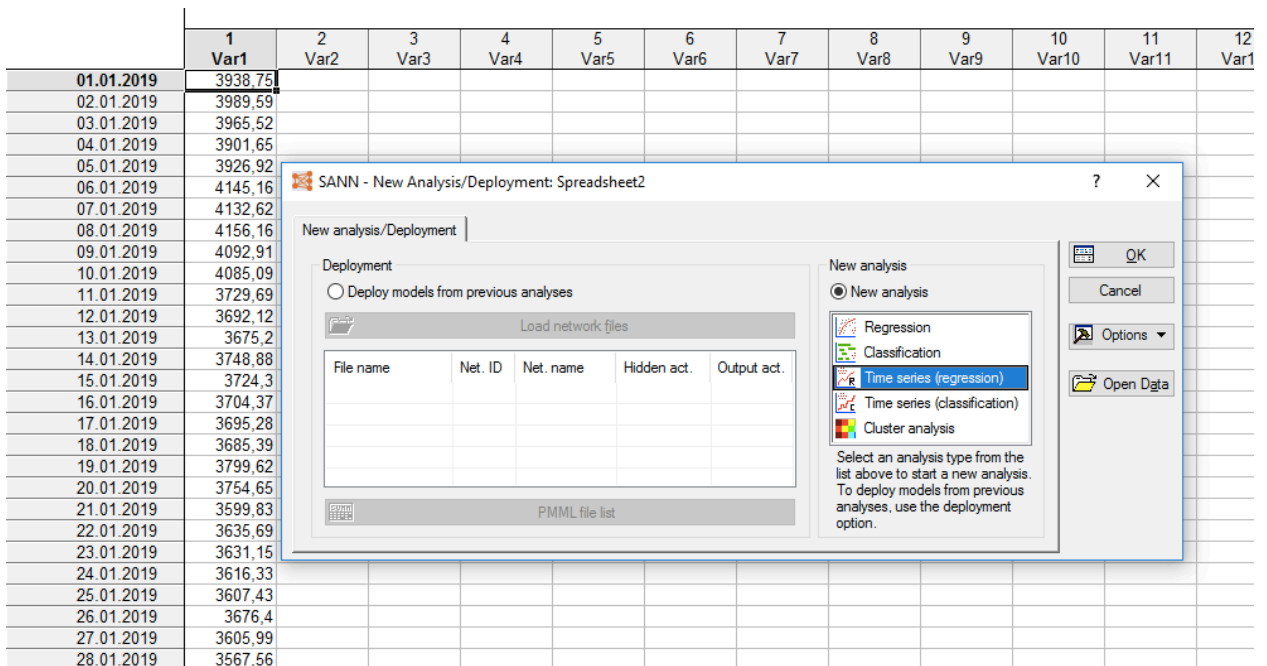 1 2 3 4 5 6 7 8 9 10 11 12
Var1 Var2 Var3 Var4 Var5 Var6 Var7 Var8 Var9 Var10 Var11 Var1
01.01.2019 3938,75
02.01.2019 3989,59
03.01.2019 3965,52
04.01.2019 3901,65
05.01.2019 3926,92
06.01.2019 4145,16
07.01.2019 4132,62
08.01.2019 4156,16
09.01.2019 4092,91
10.01.2019 4085,09
11.01.2019 3729,69
12.01.2019 3692,12
13.01.2019 3675,2
14.01.2019 3748,88
15.01.2019 3724,3
16.01.2019 3704,37
17.01.2019 3695,28
18.01.2019 3685,39
19.01.2019 3799,62
20.01.2019 3754,65
21.01.2019 3599,83
22.01.2019 3635,69
23.01.2019 3631,15
24.01.2019 3616,33
25.01.2019 3607,43
26.01.2019 3676,4
27.01.2019 3605,99
28.01.2019 3567,56
SANN - New Analysis/Deployment: Spreadsheet2 ?
New analysis/Deployment
Deployment
Deploy models from previous analyses
Load network files
File name Net. ID Net. name Hidden act. Output act.
PMML file list
New analysis
New analysis
Regression
Classification
Time series (regression)
Time series (classification)
Cluster analysis
Select an analysis type from the
list above to start a new analysis.
To deploy models from previous
analyses, use the deployment
option.
OK
Cancel
Options
Open Data